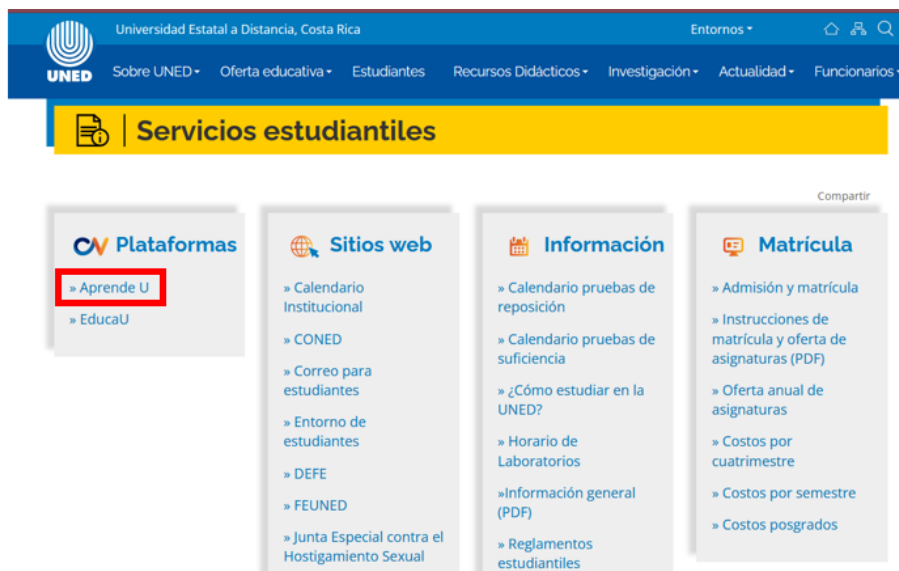 Universidad Estatal a Distancia, Costa Rica
Entornos
UNED
Sobre UNED
Oferta educativa
Estudiantes
Recursos Didácticos
Investigación
Actualidad
Funcionarios
Servicios estudiantiles
Compartir
Plataformas
» Aprende U
» EducaU
Sitios web
» Calendario
Institucional
» CONED
» Correo para
estudiantes
» Entorno de
estudiantes
» DEFE
» FEUNED
» Junta Especial contra el
Hostigamiento Sexual
Información
» Calendario pruebas de
reposición
» Calendario pruebas de
suficiencia
» ¿Cómo estudiar en la
UNED?
» Horario de
Laboratorios
»Información general
(PDF)
» Reglamentos
estudiantiles
Matrícula
» Admisión y matrícula
» Instrucciones de
matrícula y oferta de
asignaturas (PDF)
» Oferta anual de
asignaturas
» Costos por
cuatrimestre
» Costos por semestre
» Costos posgrados